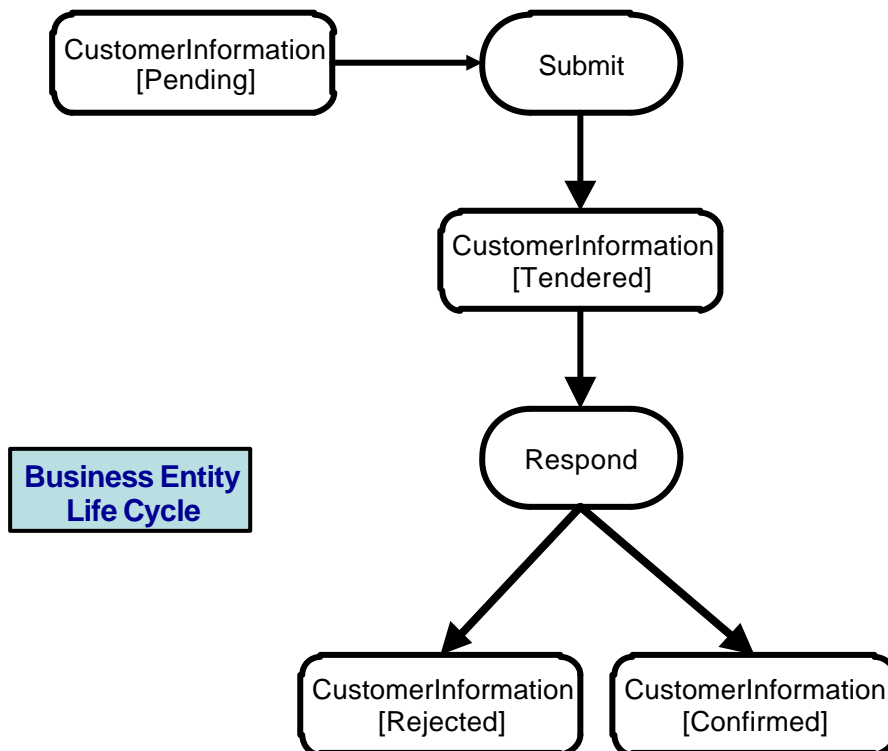 CustomerInformation
[Pending]
Submit
CustomerInformation
[Tendered]
Respond
Business Entity
Life Cycle
CustomerInformation
[Rejected]
CustomerInformation
[Confirmed]